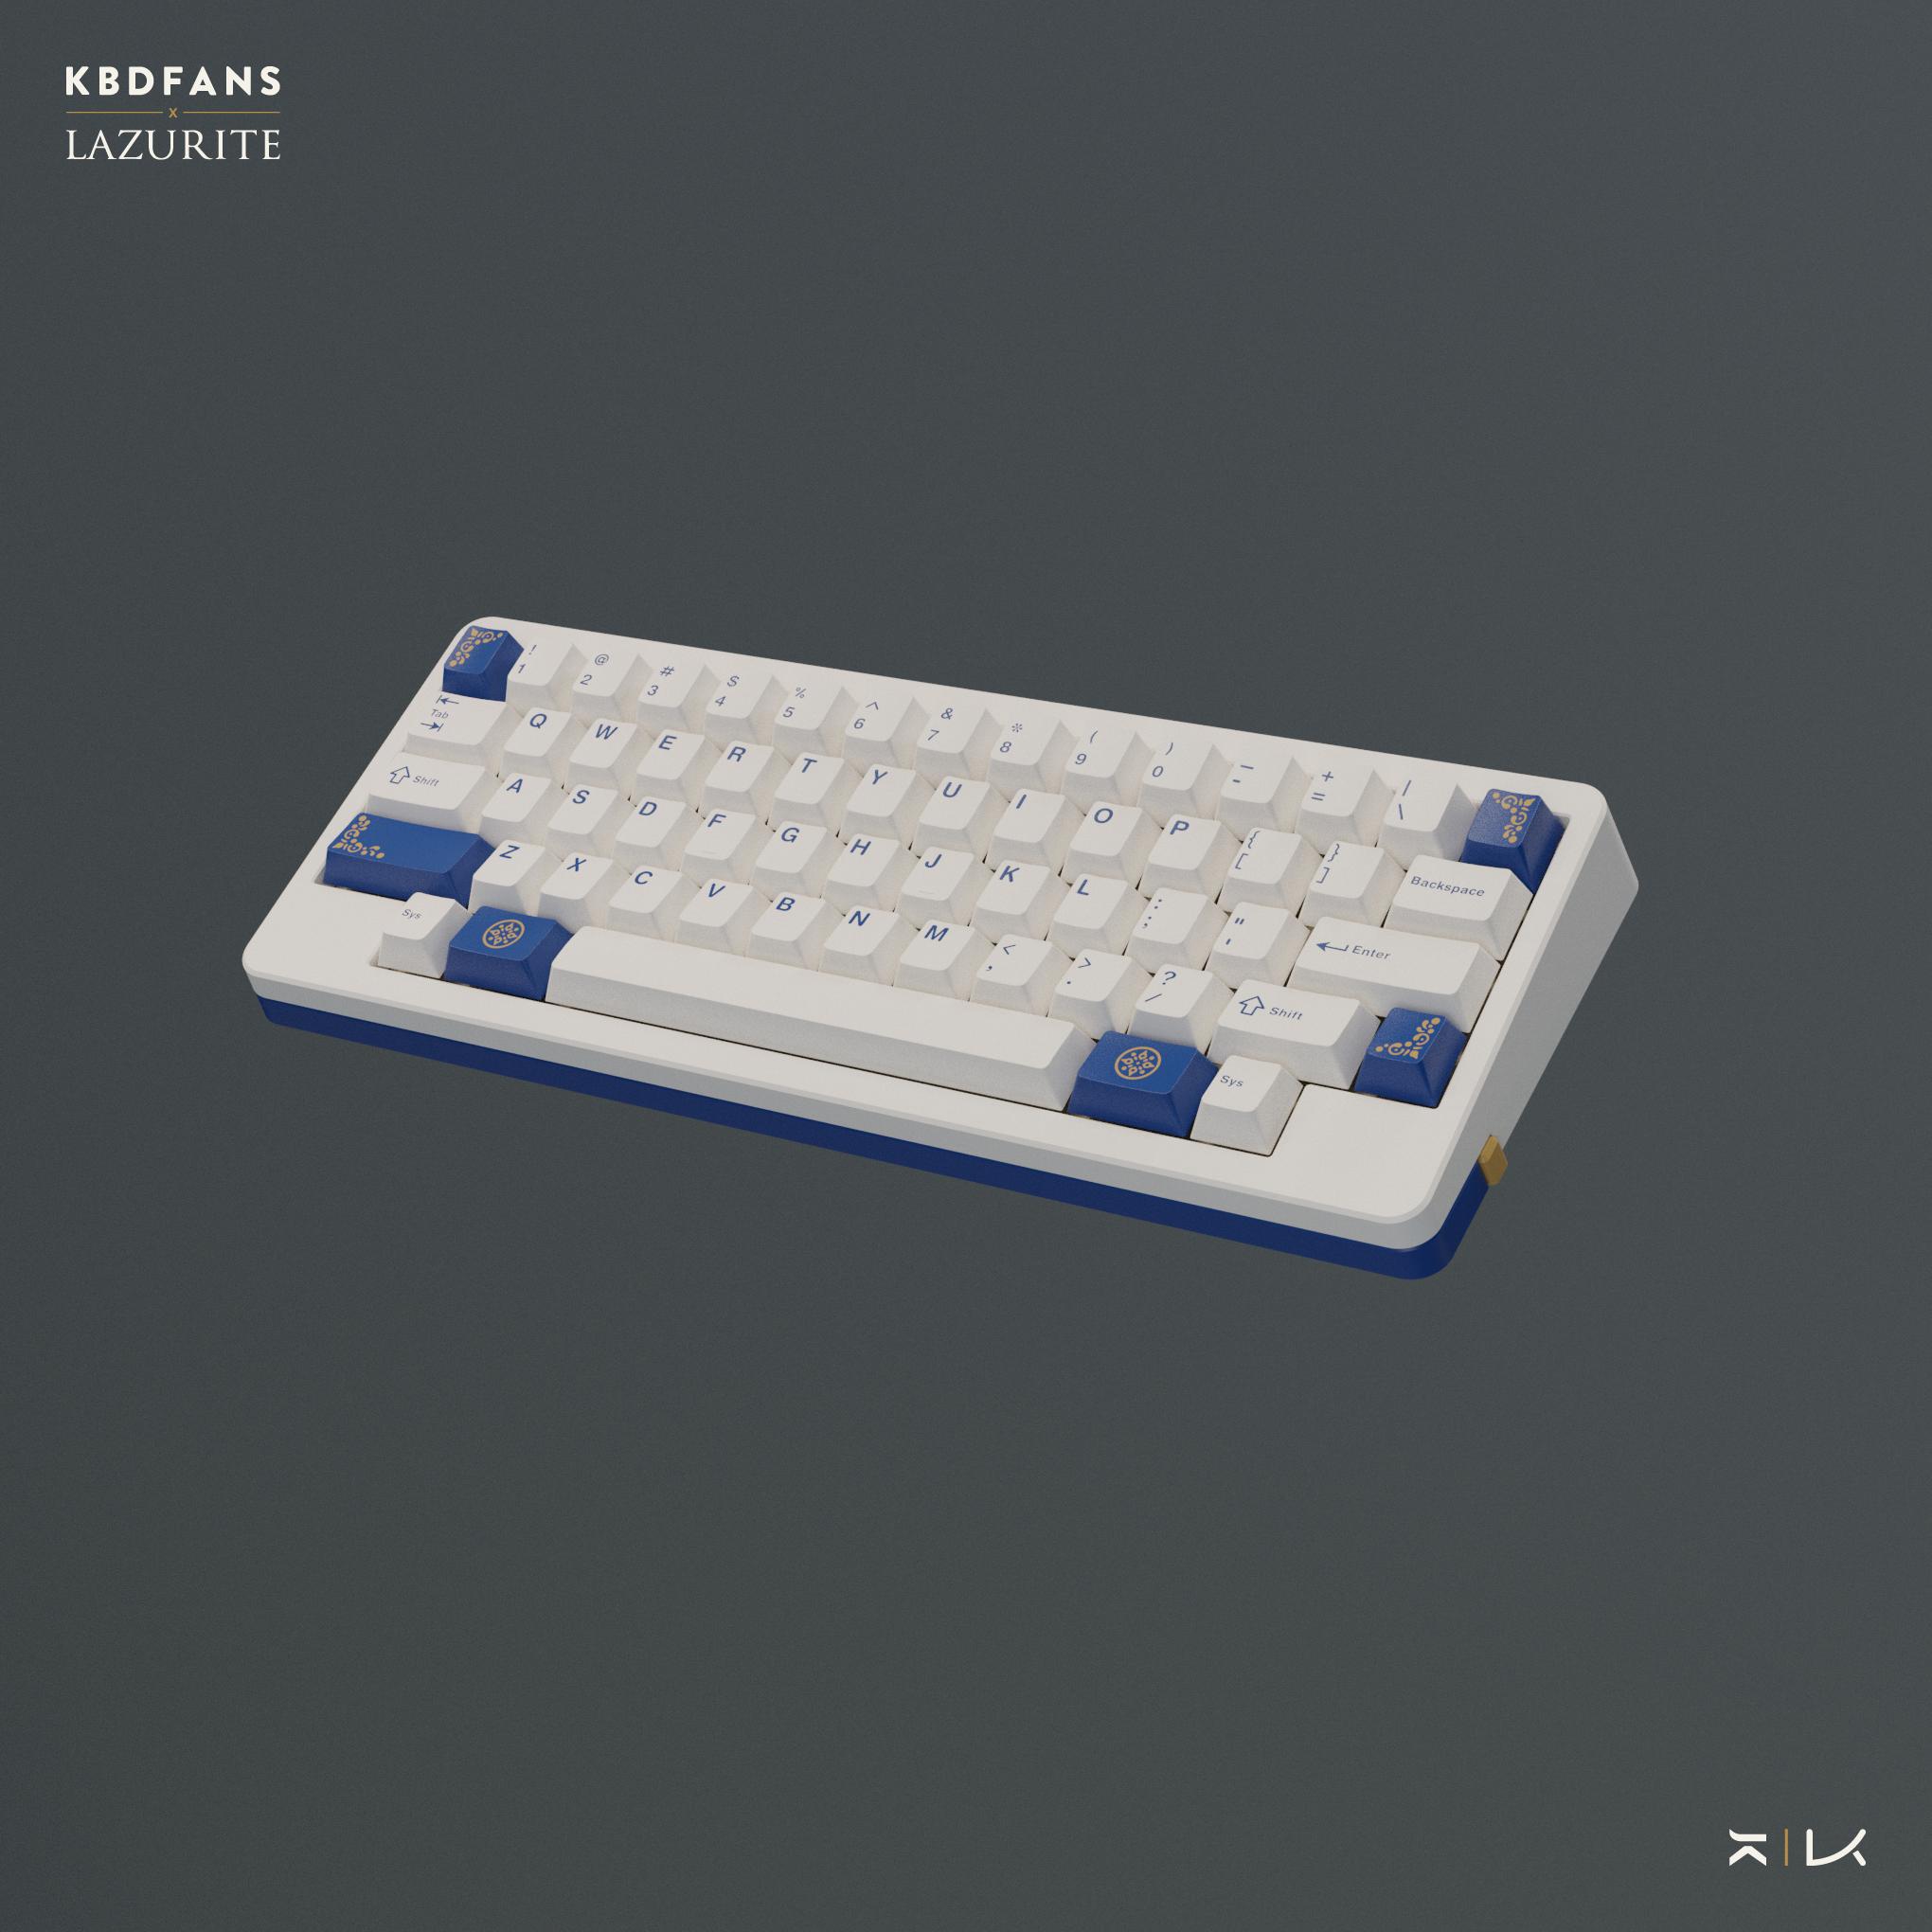 KBDFANS
x
LAZURITE
! @ # $ % ^ & * ( ) _ + |
1 2 3 4 5 6 7 8 9 0 - = \
Tab Q W E R T Y U I O P { } Backspace
[ ]
Shift A S D F G H J K L : " Enter
; '
Z X C V B N M < > ? Shift
, . /
Sys Sys